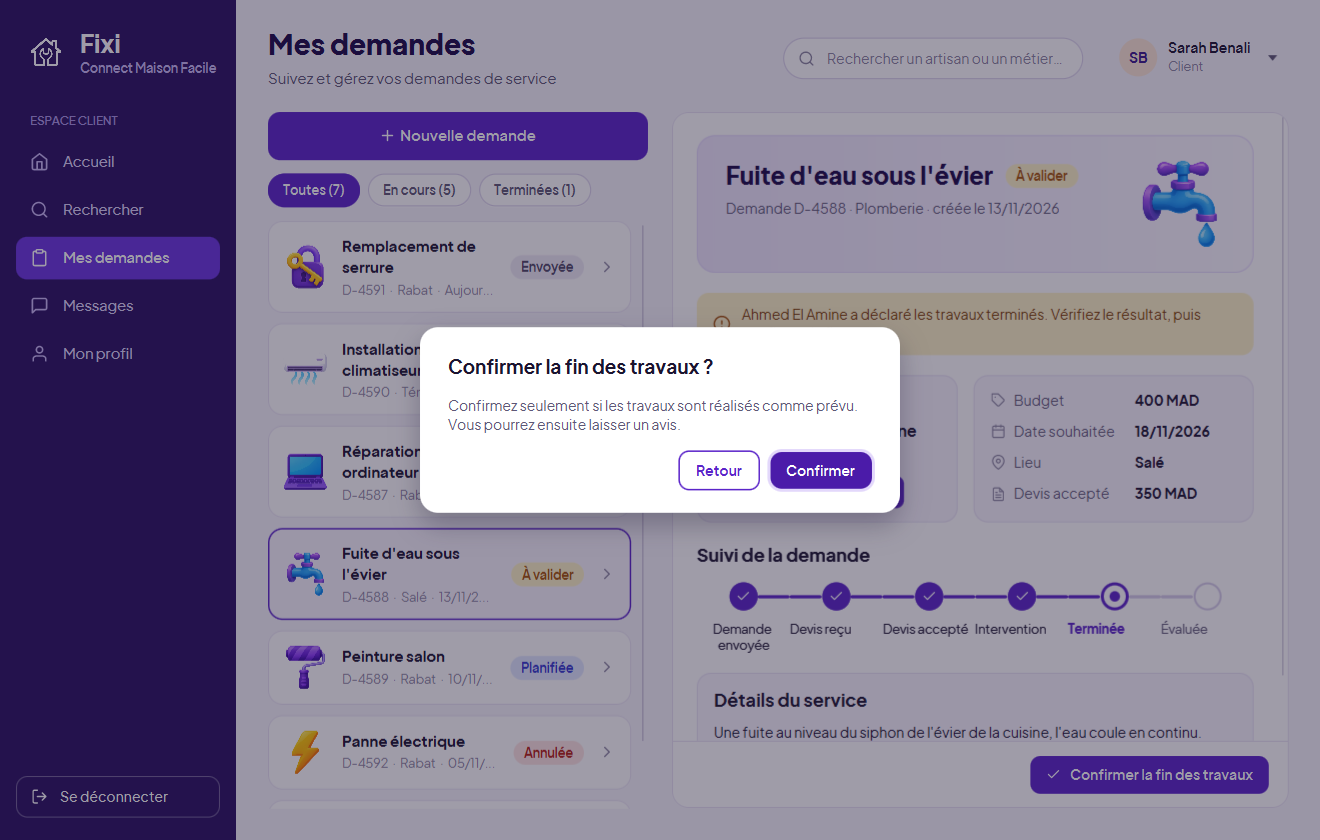 Fixi
Connect Maison Facile
ESPACE CLIENT
Accueil
Rechercher
Mes demandes
Messages
Mon profil
Se déconnecter
Mes demandes
Suivez et gérez vos demandes de service
Rechercher un artisan ou un métier...
SB
Sarah Benali
Client
+ Nouvelle demande
Toutes (7)
En cours (5)
Terminées (1)
Remplacement de
serrure
D-4591 · Rabat · Aujour...
Envoyée
Installation
climatiseur
D-4590 · Tém
Réparation
ordinateur
D-4587 · Rab
Fuite d'eau sous
l'évier
D-4588 · Salé · 13/11/2...
À valider
Peinture salon
D-4589 · Rabat · 10/11/...
Planifiée
Panne électrique
D-4592 · Rabat · 05/11/...
Annulée
Fuite d'eau sous l'évier
À valider
Demande D-4588 · Plomberie · créée le 13/11/2026
Ahmed El Amine a déclaré les travaux terminés. Vérifiez le résultat, puis
ne
Budget 400 MAD
Date souhaitée 18/11/2026
Lieu Salé
Devis accepté 350 MAD
Confirmer la fin des travaux ?
Confirmez seulement si les travaux sont réalisés comme prévu.
Vous pourrez ensuite laisser un avis.
Retour
Confirmer
Suivi de la demande
Demande
envoyée
Devis reçu
Devis accepté
Intervention
Terminée
Évaluée
Détails du service
Une fuite au niveau du siphon de l'évier de la cuisine, l'eau coule en continu.
Confirmer la fin des travaux